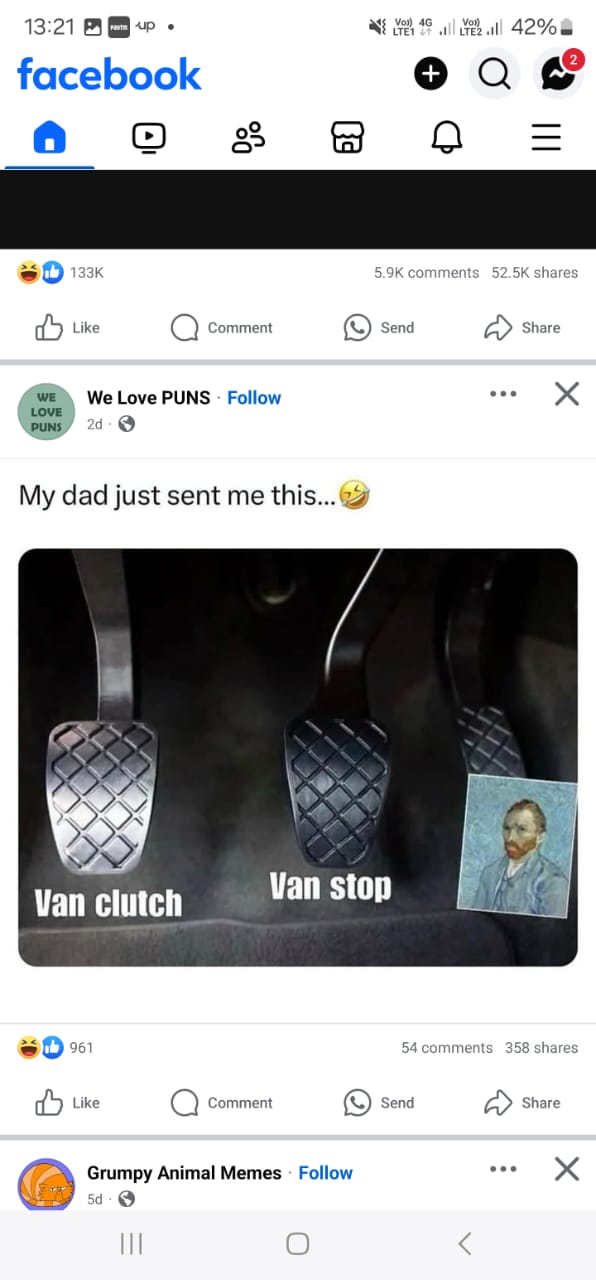 13:21 Paytm up • Vo)) LTE1 4G Vo)) LTE2 42%
facebook
2
133K 5.9K comments 52.5K shares
Like Comment Send Share
WE LOVE PUNS
We Love PUNS · Follow
2d ·
My dad just sent me this...🤣
Van clutch
Van stop
961 54 comments 358 shares
Like Comment Send Share
Grumpy Animal Memes · Follow
5d ·